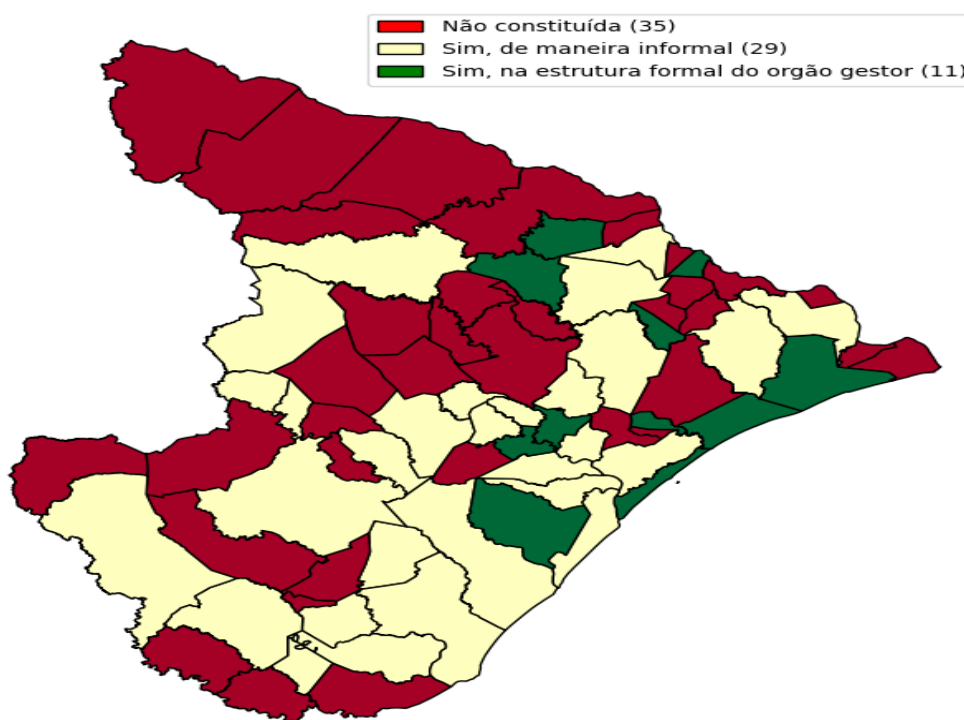 Não constituída (35)
Sim, de maneira informal (29)
Sim, na estrutura formal do orgão gestor (11)